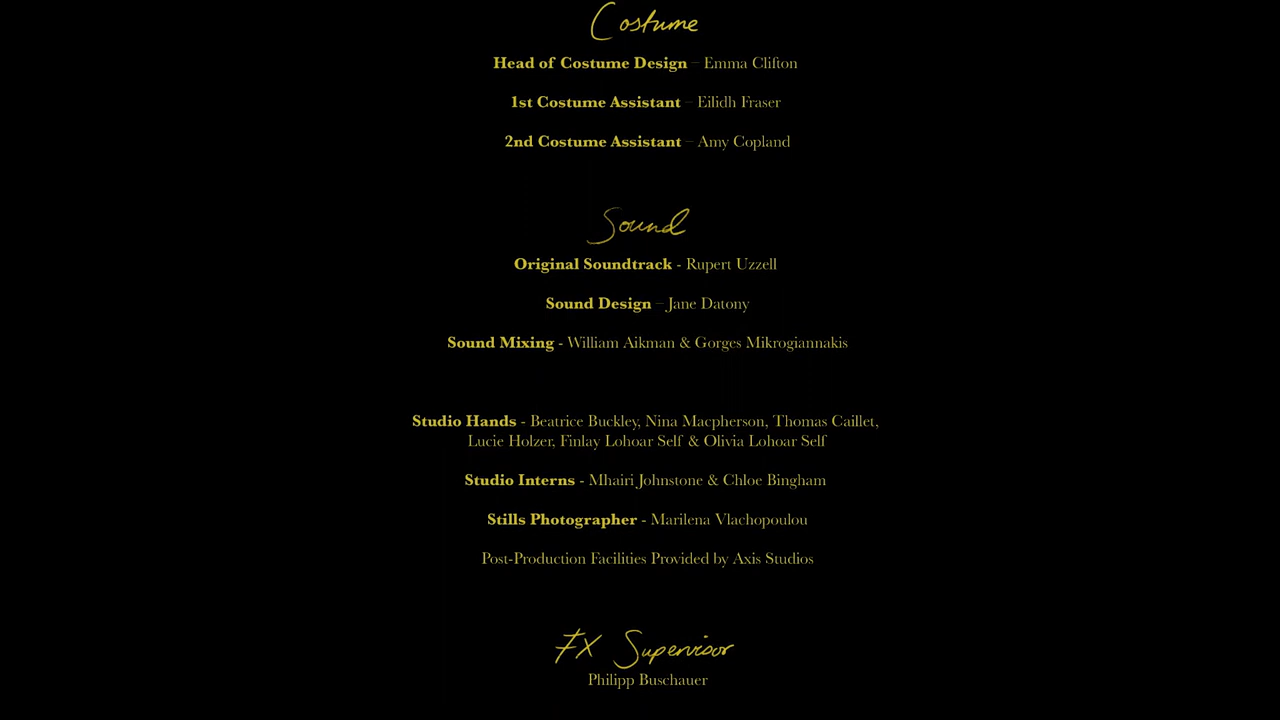 Costume
Head of Costume Design – Emma Clifton
1st Costume Assistant – Eilidh Fraser
2nd Costume Assistant – Amy Copland
Sound
Original Soundtrack - Rupert Uzzell
Sound Design – Jane Datony
Sound Mixing - William Aikman & Gorges Mikrogiannakis
Studio Hands - Beatrice Buckley, Nina Macpherson, Thomas Caillet,
Lucie Holzer, Finlay Lohoar Self & Olivia Lohoar Self
Studio Interns - Mhairi Johnstone & Chloe Bingham
Stills Photographer - Marilena Vlachopoulou
Post-Production Facilities Provided by Axis Studios
FX Supervisor
Philipp Buschauer